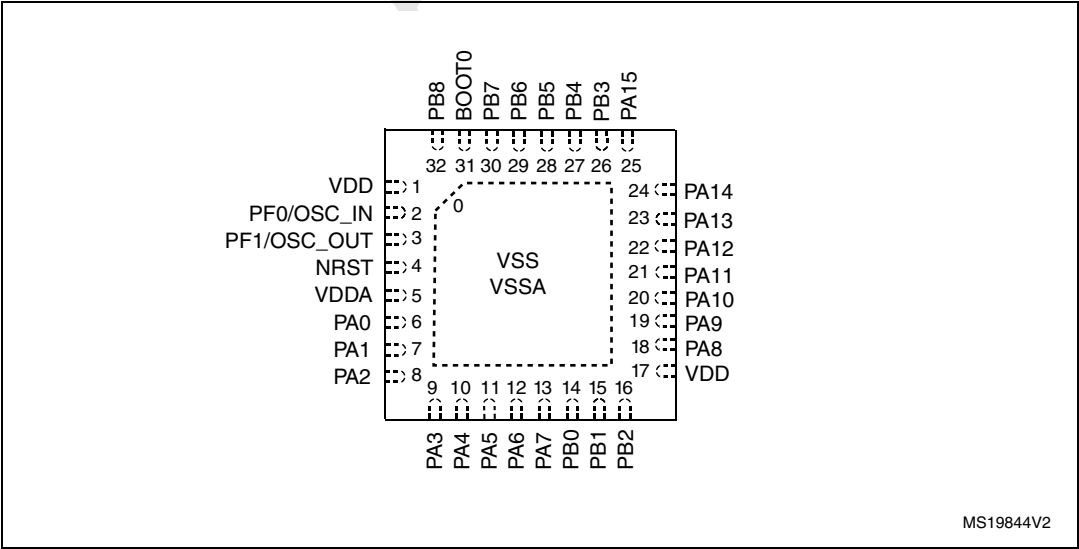 PB8
BOOT0
PB7
PB6
PB5
PB4
PB3
PA15
32 31 30 29 28 27 26 25
VDD 1
PF0/OSC_IN 2
PF1/OSC_OUT 3
NRST 4
VDDA 5
PA0 6
PA1 7
PA2 8
0
VSS
VSSA
24 PA14
23 PA13
22 PA12
21 PA11
20 PA10
19 PA9
18 PA8
17 VDD
9 10 11 12 13 14 15 16
PA3
PA4
PA5
PA6
PA7
PB0
PB1
PB2
MS19844V2